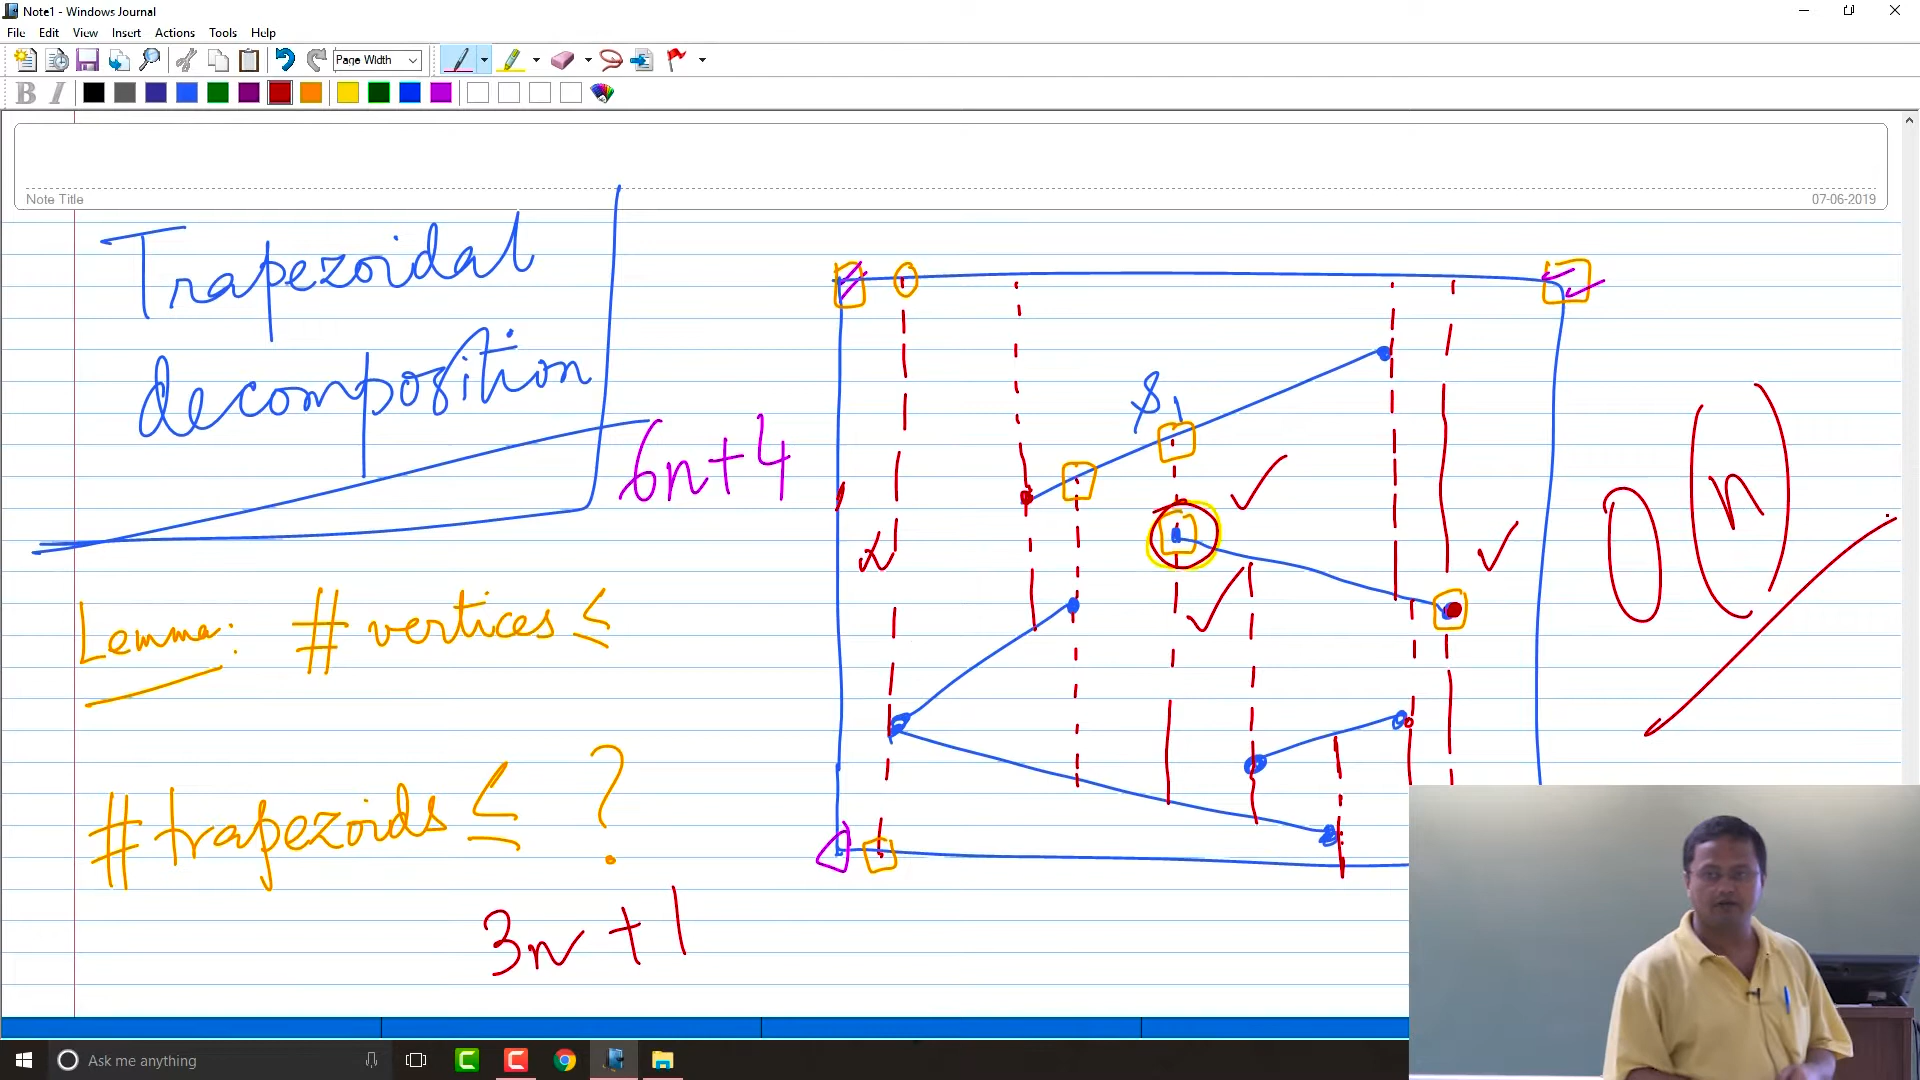 Note1 - Windows Journal
File Edit View Insert Actions Tools Help
Page Width
B I
Note Title
07-06-2019
Trapezoidal
decomposition
6n+4
s1
O(n)
Lemma: # vertices ≤
# trapezoids ≤ ?
3n+1
Ask me anything